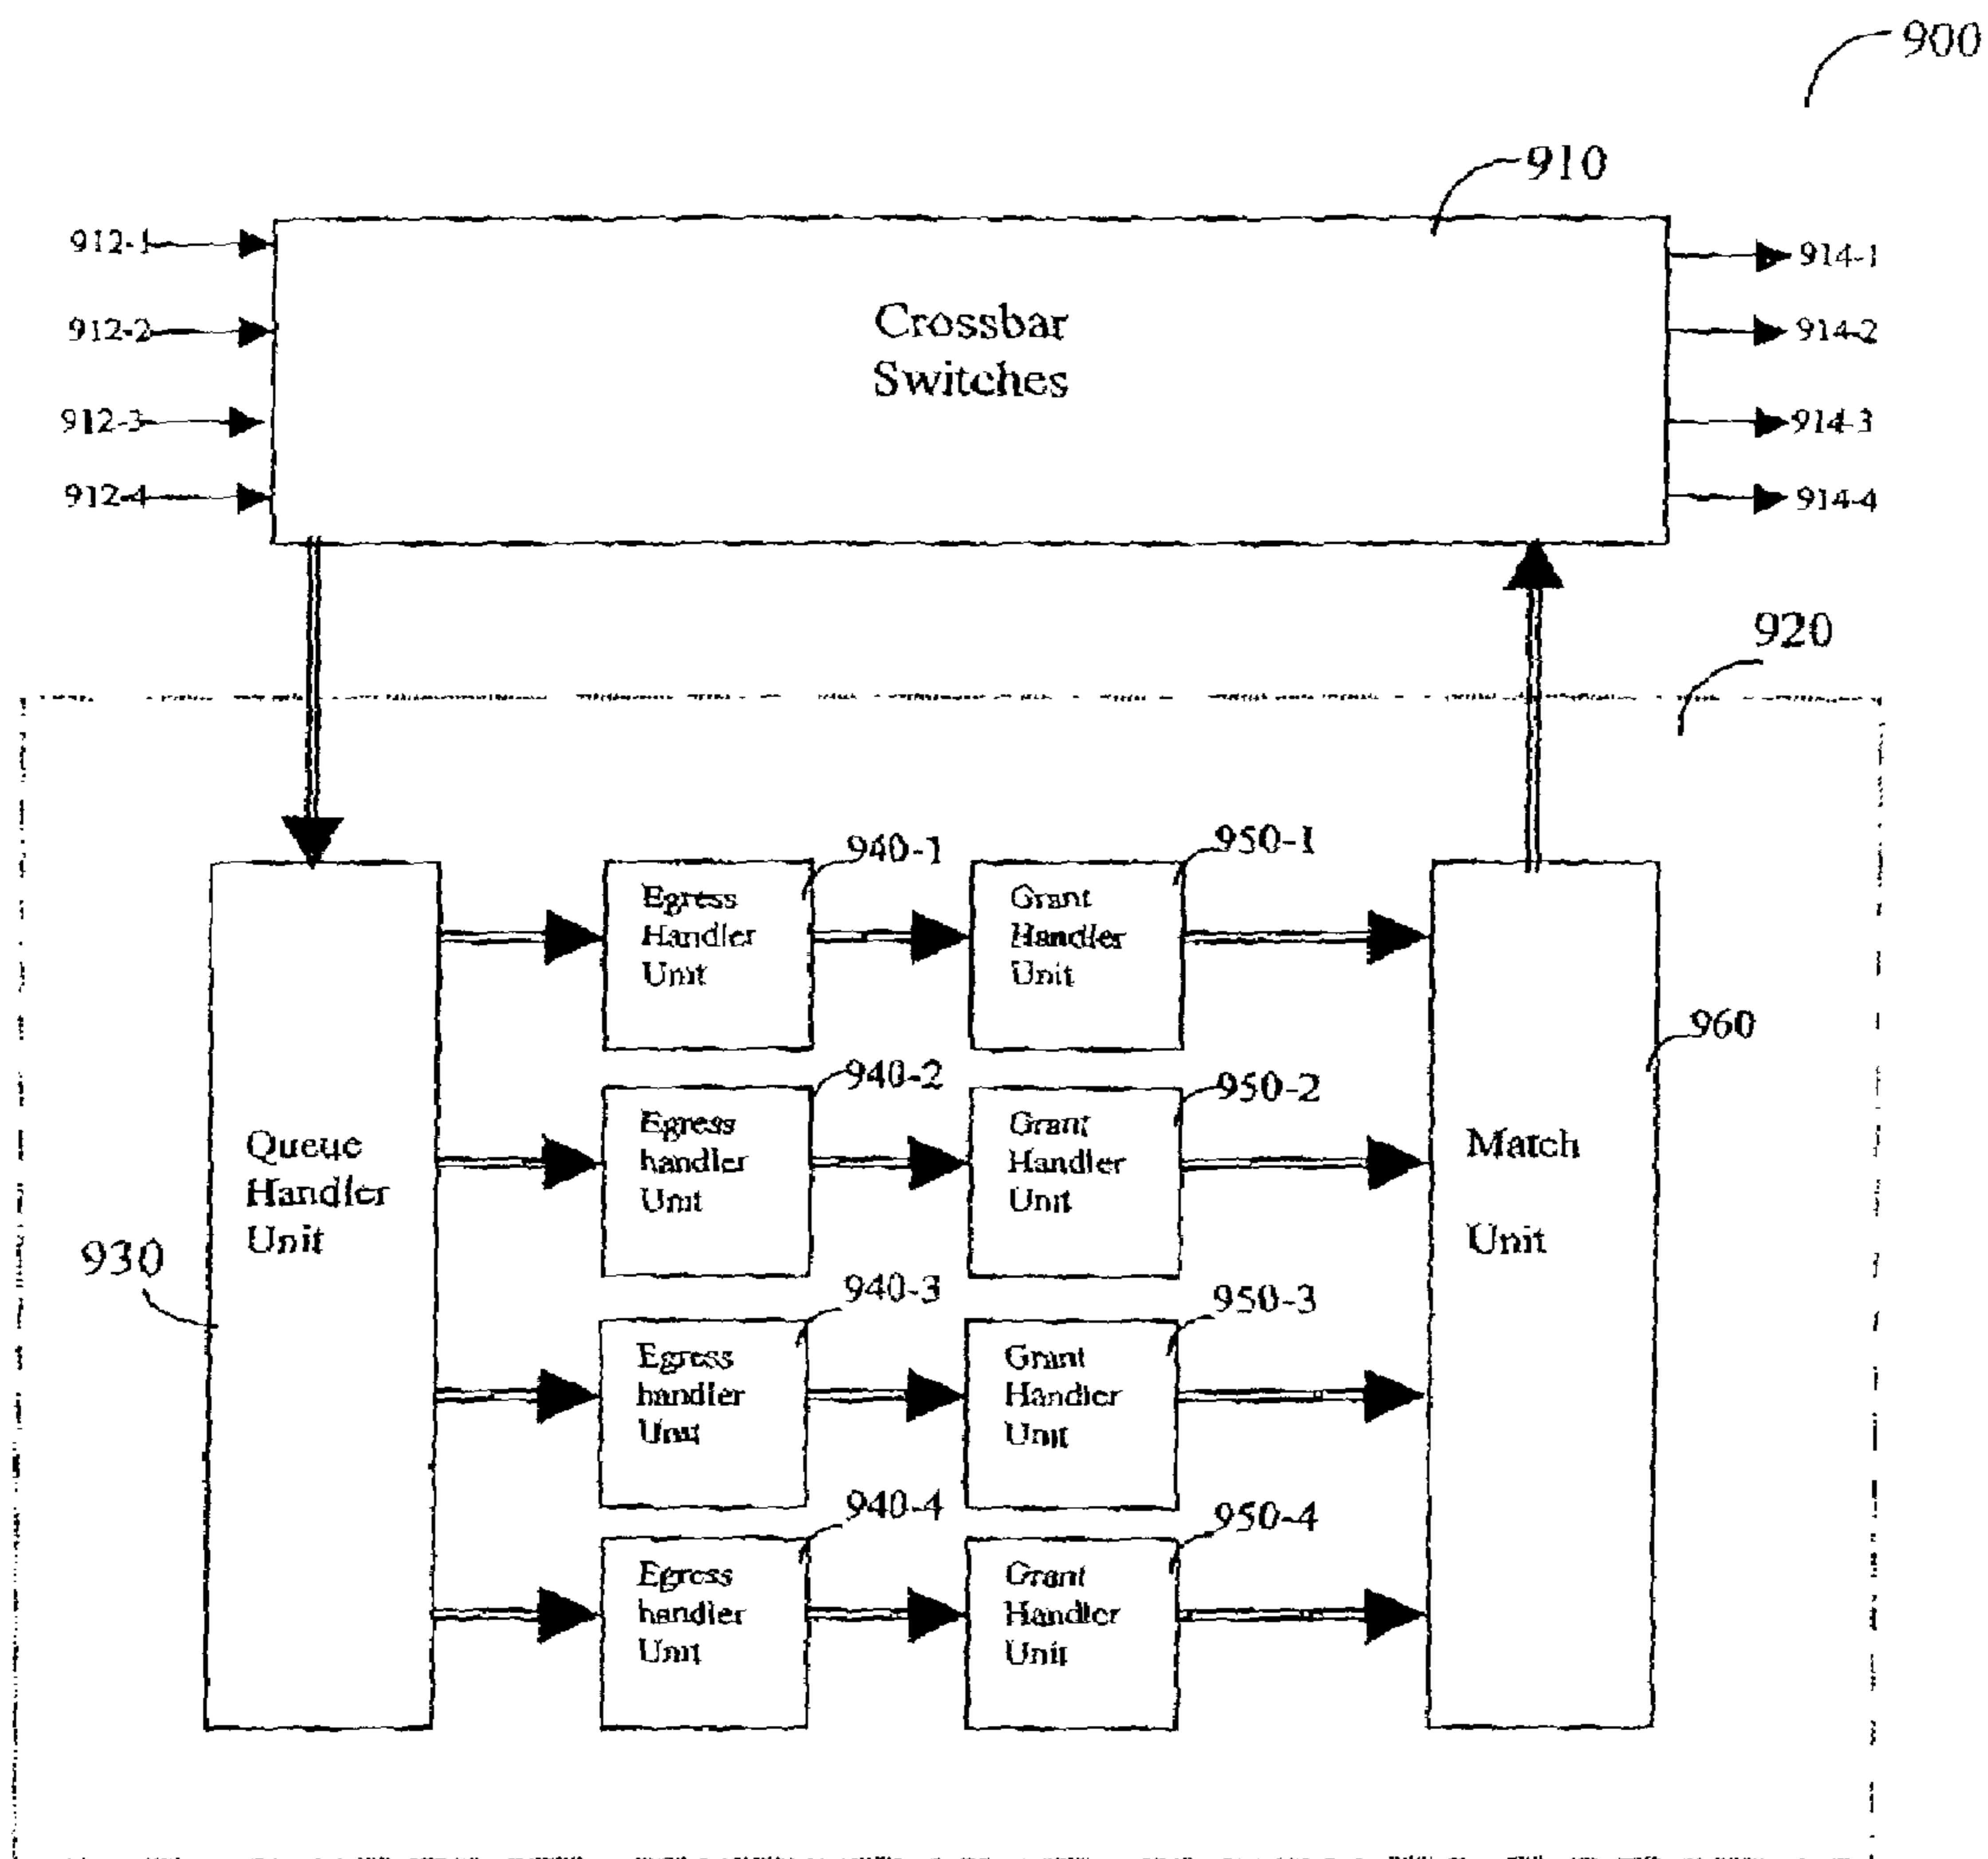 900
910
912-1
912-2
912-3
912-4
Crossbar
Switches
914-1
914-2
914-3
914-4
920
930
Queue
Handler
Unit
940-1
Egress
Handler
Unit
950-1
Grant
Handler
Unit
940-2
Egress
handler
Unit
950-2
Grant
Handler
Unit
940-3
Egress
handler
Unit
950-3
Grant
Handler
Unit
940-4
Egress
handler
Unit
950-4
Grant
Handler
Unit
960
Match
Unit